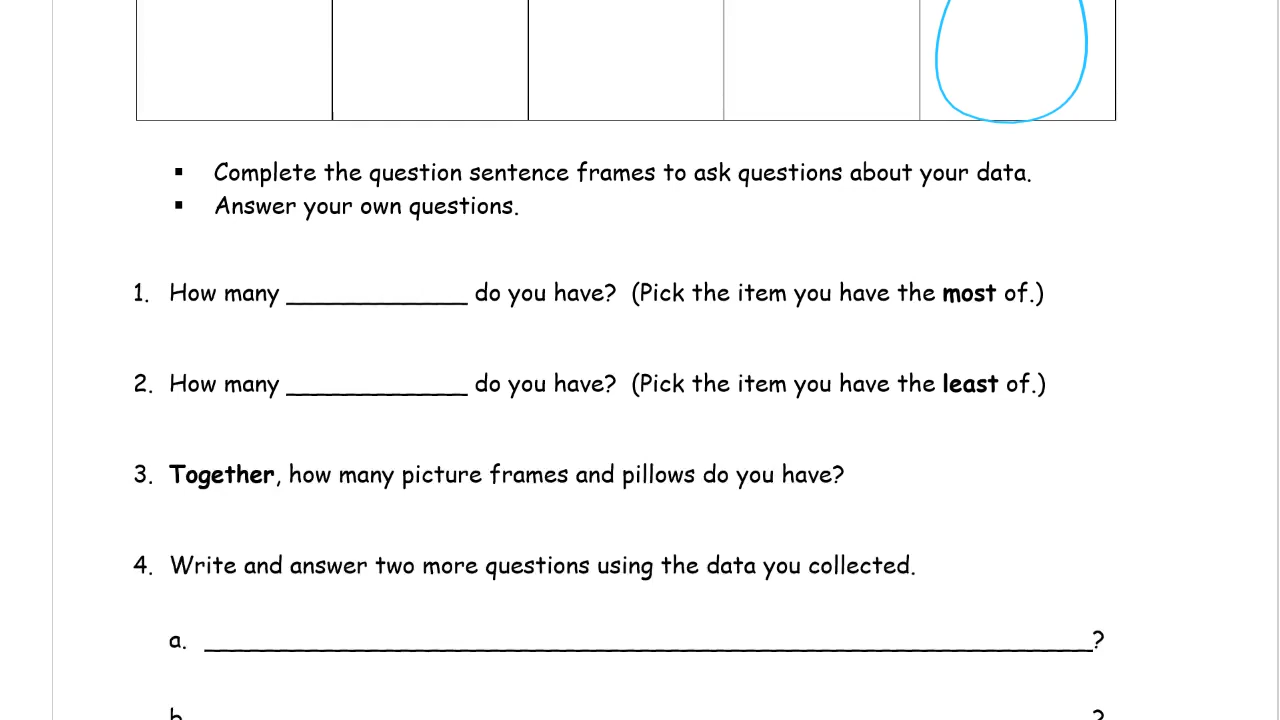 ▪ Complete the question sentence frames to ask questions about your data.
▪ Answer your own questions.
1. How many ______________ do you have? (Pick the item you have the most of.)
2. How many ______________ do you have? (Pick the item you have the least of.)
3. Together, how many picture frames and pillows do you have?
4. Write and answer two more questions using the data you collected.
a. ______________________________________________________________________?